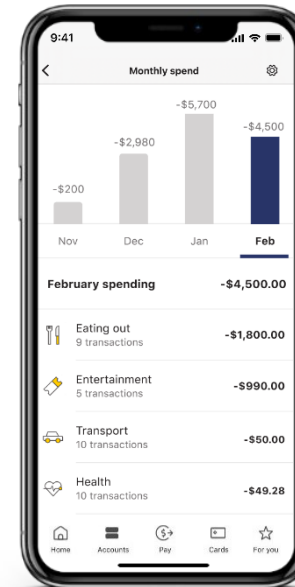 9:41
Monthly spend
-$5,700
-$4,500
-$2,980
-$200
Nov Dec Jan Feb
February spending -$4,500.00
Eating out
9 transactions
-$1,800.00
Entertainment
5 transactions
-$990.00
Transport
10 transactions
-$50.00
Health
10 transactions
-$49.28
Home Accounts Pay Cards For you